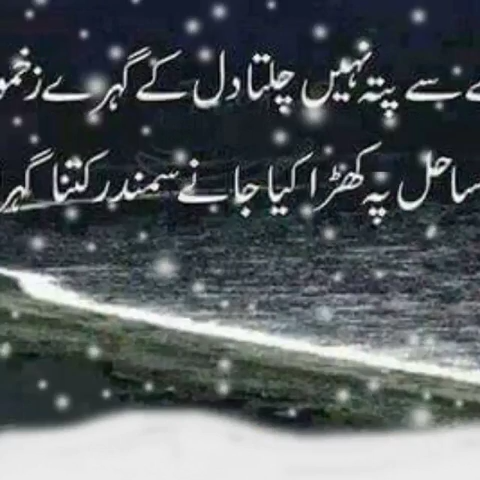 سے پتہ نہیں چلتا دل کے گہرے
ساحل پہ کھڑا کیا جانے سمندر کتنا